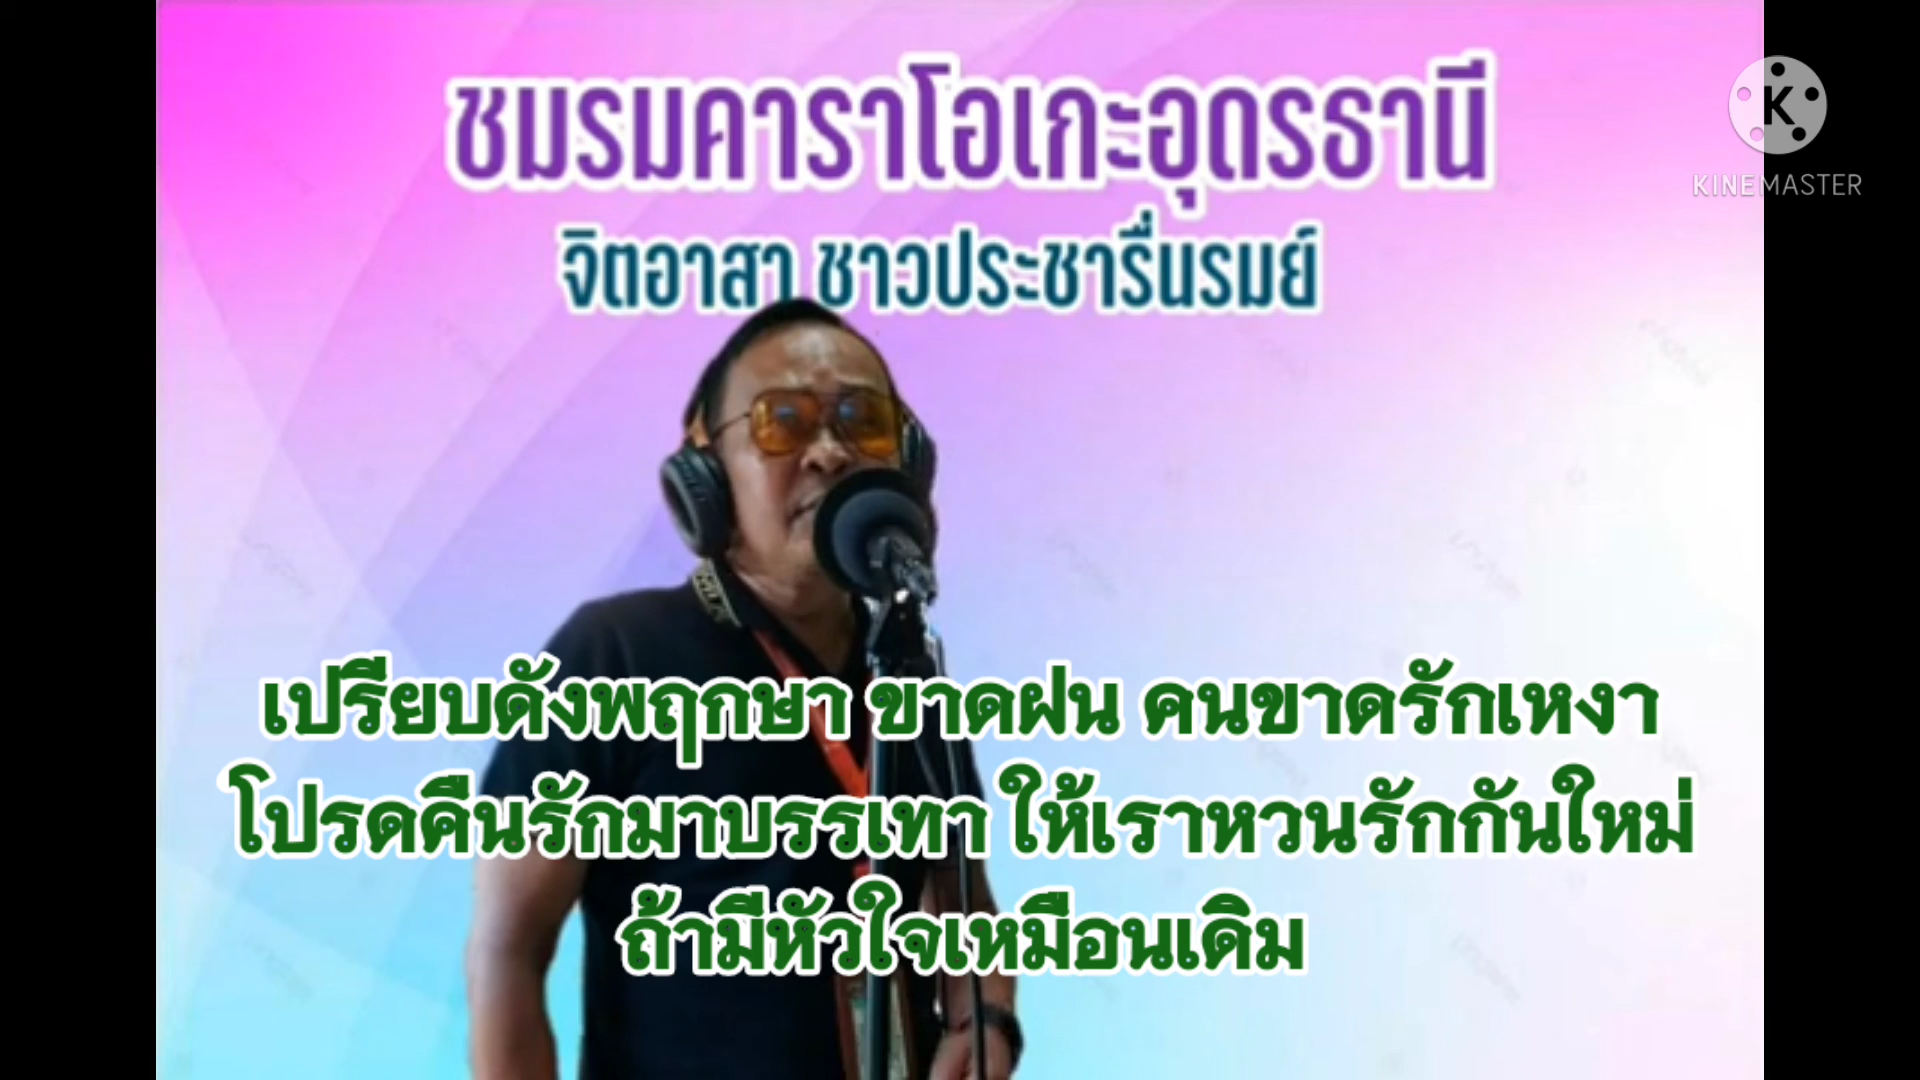 ชมรมคาราโอเกะอุดรธานี
จิตอาสา ชาวประชารื่นรมย์
K
KINEMASTER
เปรียบดังพฤกษา ขาดฝน คนขาดรักเหงา
โปรดคืนรักมาบรรเทา ให้เราหวนรักกันใหม่
ถ้ามีหัวใจเหมือนเดิม